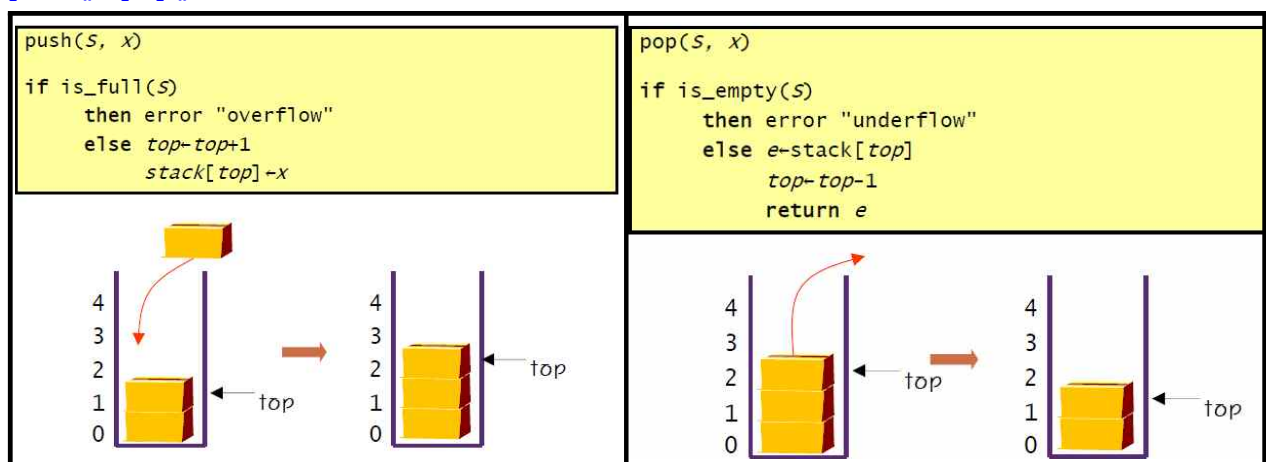 push(S, x)
if is_full(S)
then error "overflow"
else top←top+1
stack[top]←x
4
3
2
1
0
top
4
3
2
1
0
top
pop(S, x)
if is_empty(S)
then error "underflow"
else e←stack[top]
top←top-1
return e
4
3
2
1
0
top
4
3
2
1
0
top